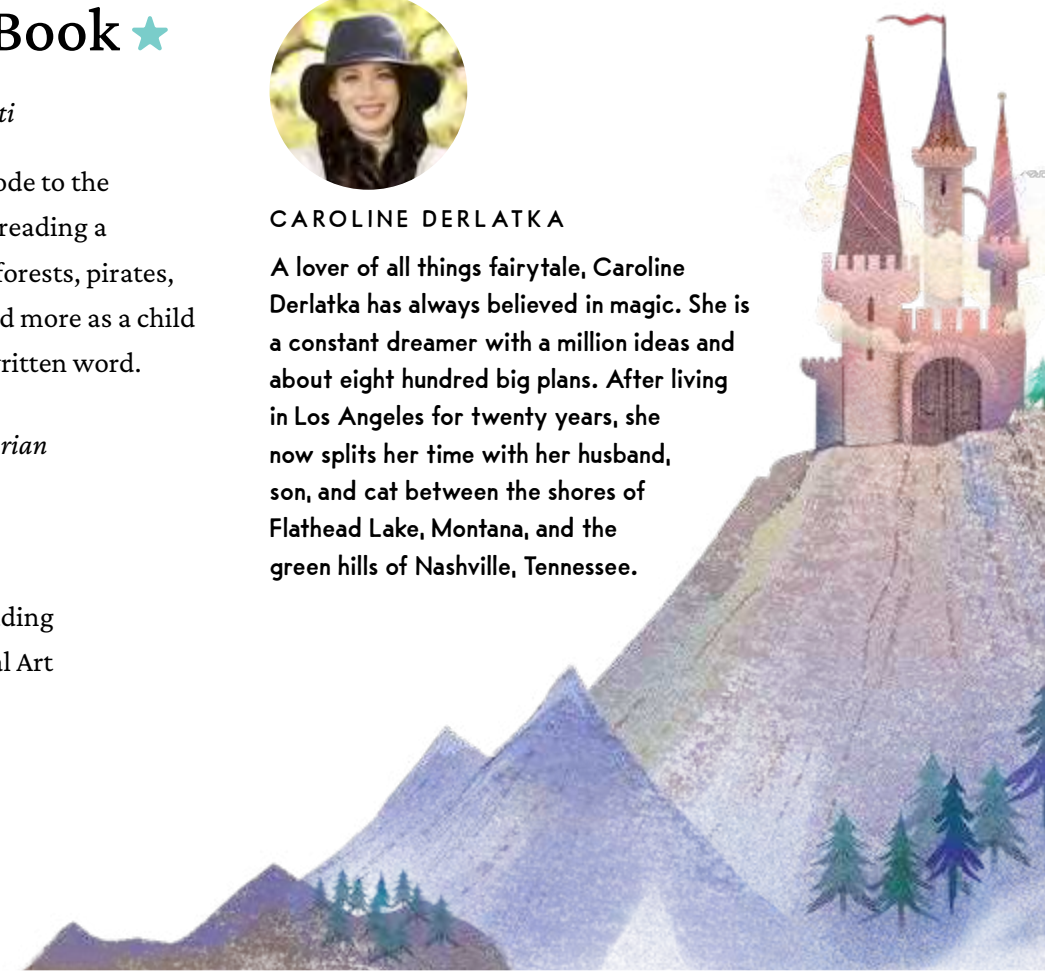 Book
ti
ode to the
reading a
forests, pirates,
d more as a child
ritten word.
rian
ding
l Art
CAROLINE DERLATKA
A lover of all things fairytale, Caroline
Derlatka has always believed in magic. She is
a constant dreamer with a million ideas and
about eight hundred big plans. After living
in Los Angeles for twenty years, she
now splits her time with her husband,
son, and cat between the shores of
Flathead Lake, Montana, and the
green hills of Nashville, Tennessee.